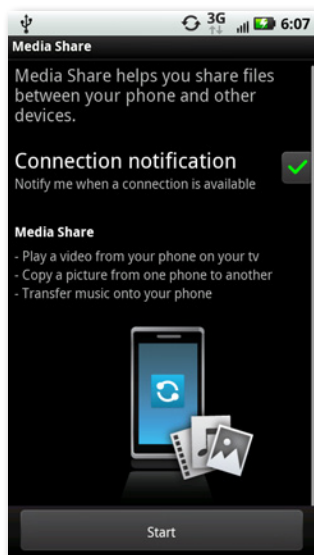 3G 6:07
Media Share
Media Share helps you share files
between your phone and other
devices.
Connection notification
Notify me when a connection is available
Media Share
- Play a video from your phone on your tv
- Copy a picture from one phone to another
- Transfer music onto your phone
Start